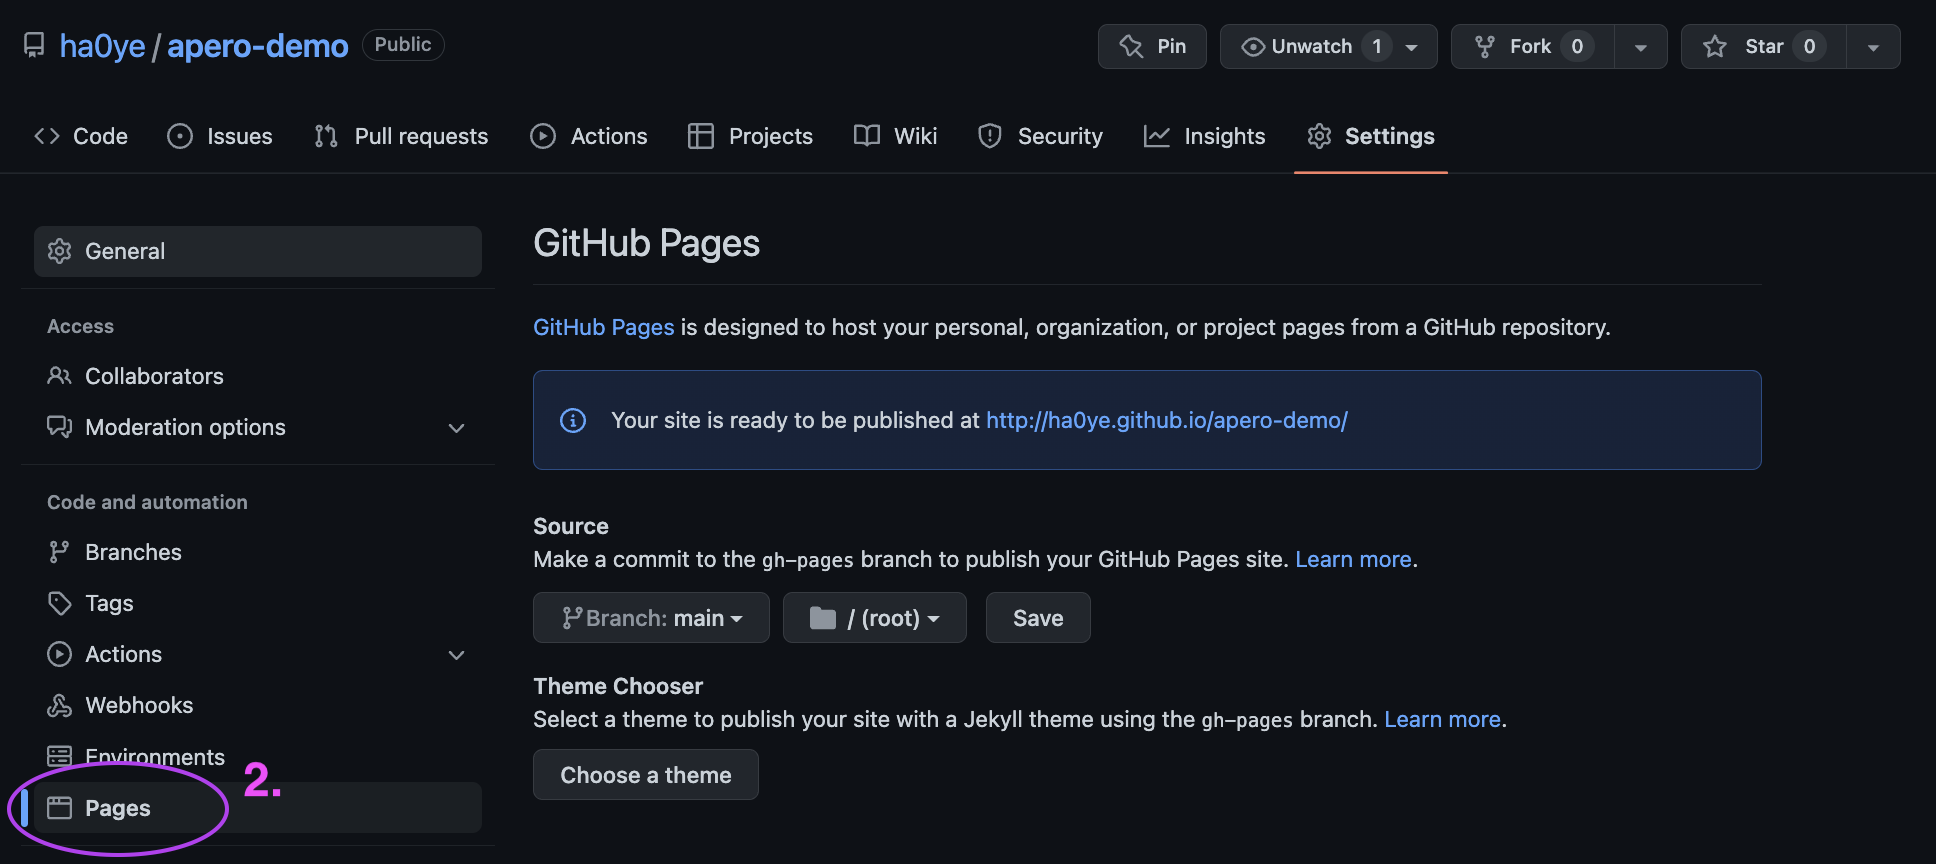 ha0ye / apero-demo Public
Pin Unwatch 1 Fork 0 Star 0
Code Issues Pull requests Actions Projects Wiki Security Insights Settings
General
Access
Collaborators
Moderation options
Code and automation
Branches
Tags
Actions
Webhooks
Environments
Pages
2.
GitHub Pages
GitHub Pages is designed to host your personal, organization, or project pages from a GitHub repository.
Your site is ready to be published at http://ha0ye.github.io/apero-demo/
Source
Make a commit to the gh-pages branch to publish your GitHub Pages site. Learn more.
Branch: main / (root) Save
Theme Chooser
Select a theme to publish your site with a Jekyll theme using the gh-pages branch. Learn more.
Choose a theme